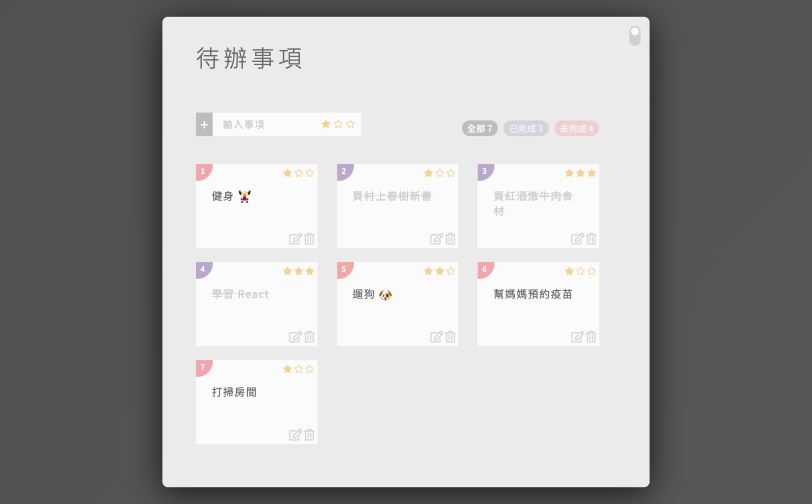 待辦事項
+ 輸入事項
全部 7 已完成 3 未完成 4
1
健身
2
買村上春樹新書
3
買紅酒燉牛肉食
材
4
學習 React
5
遛狗
6
幫媽媽預約疫苗
7
打掃房間